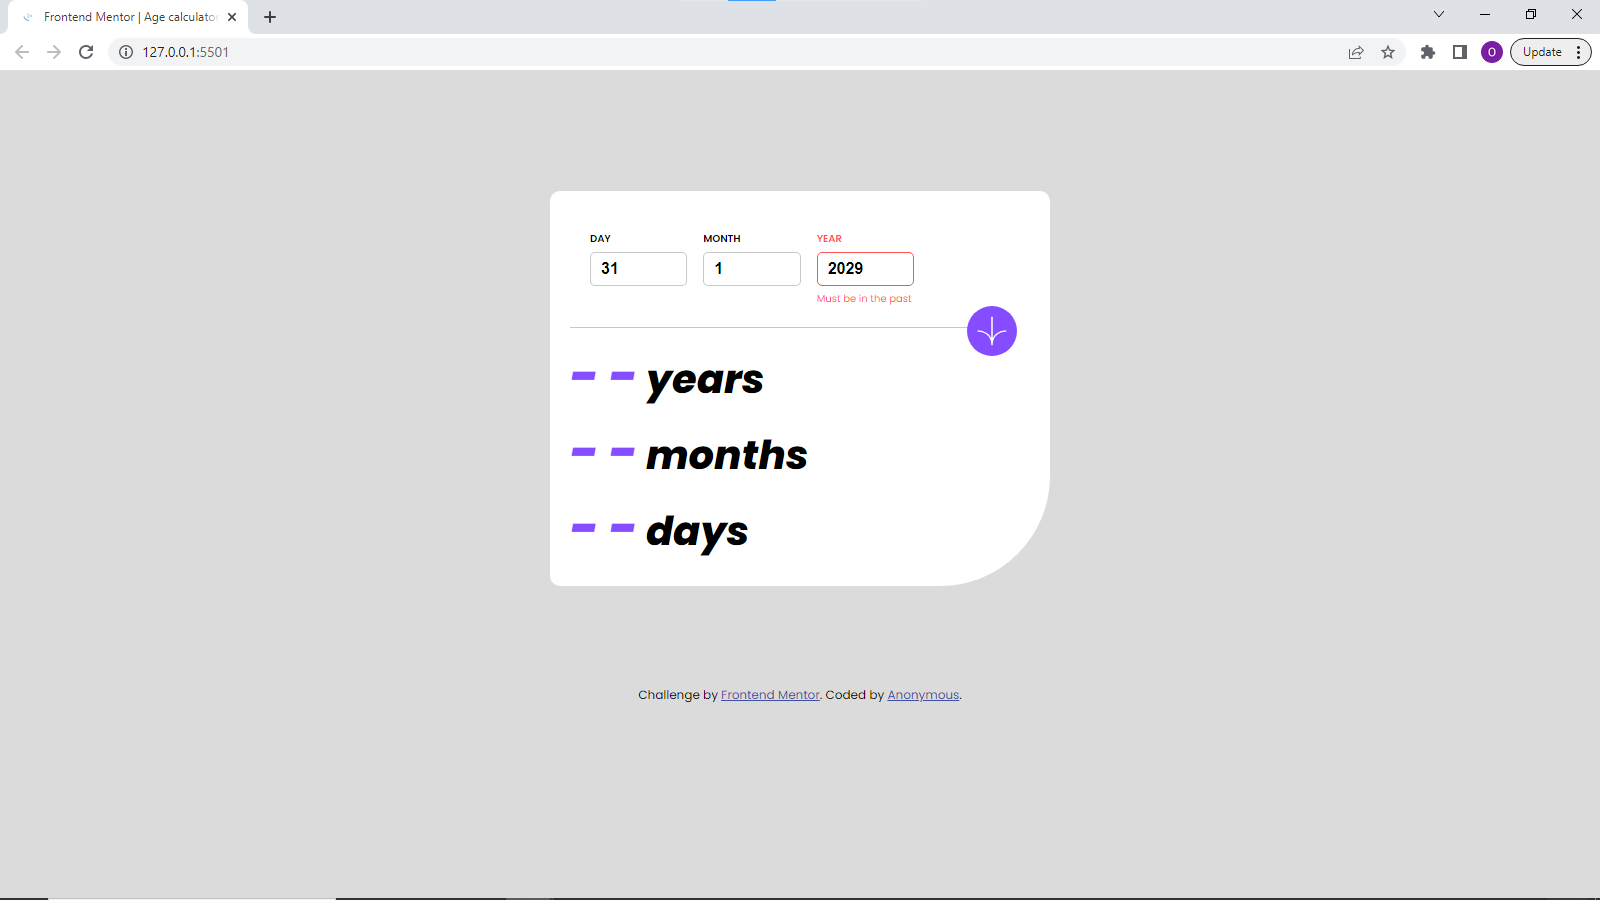 Frontend Mentor | Age calculator
127.0.0.1:5501
O
Update
DAY
MONTH
YEAR
31
1
2029
Must be in the past
- - years
- - months
- - days
Challenge by Frontend Mentor. Coded by Anonymous.